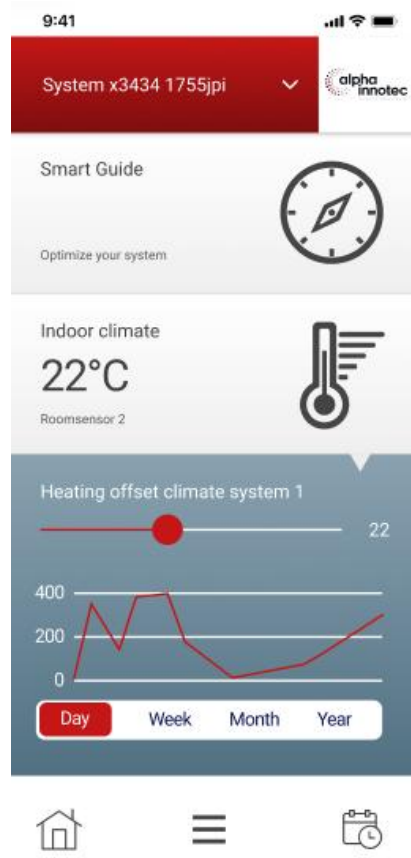 9:41
System x3434 1755jpi
alpha
innotec
Smart Guide
Optimize your system
Indoor climate
22°C
Roomsensor 2
Heating offset climate system 1
22
400
200
0
Day Week Month Year